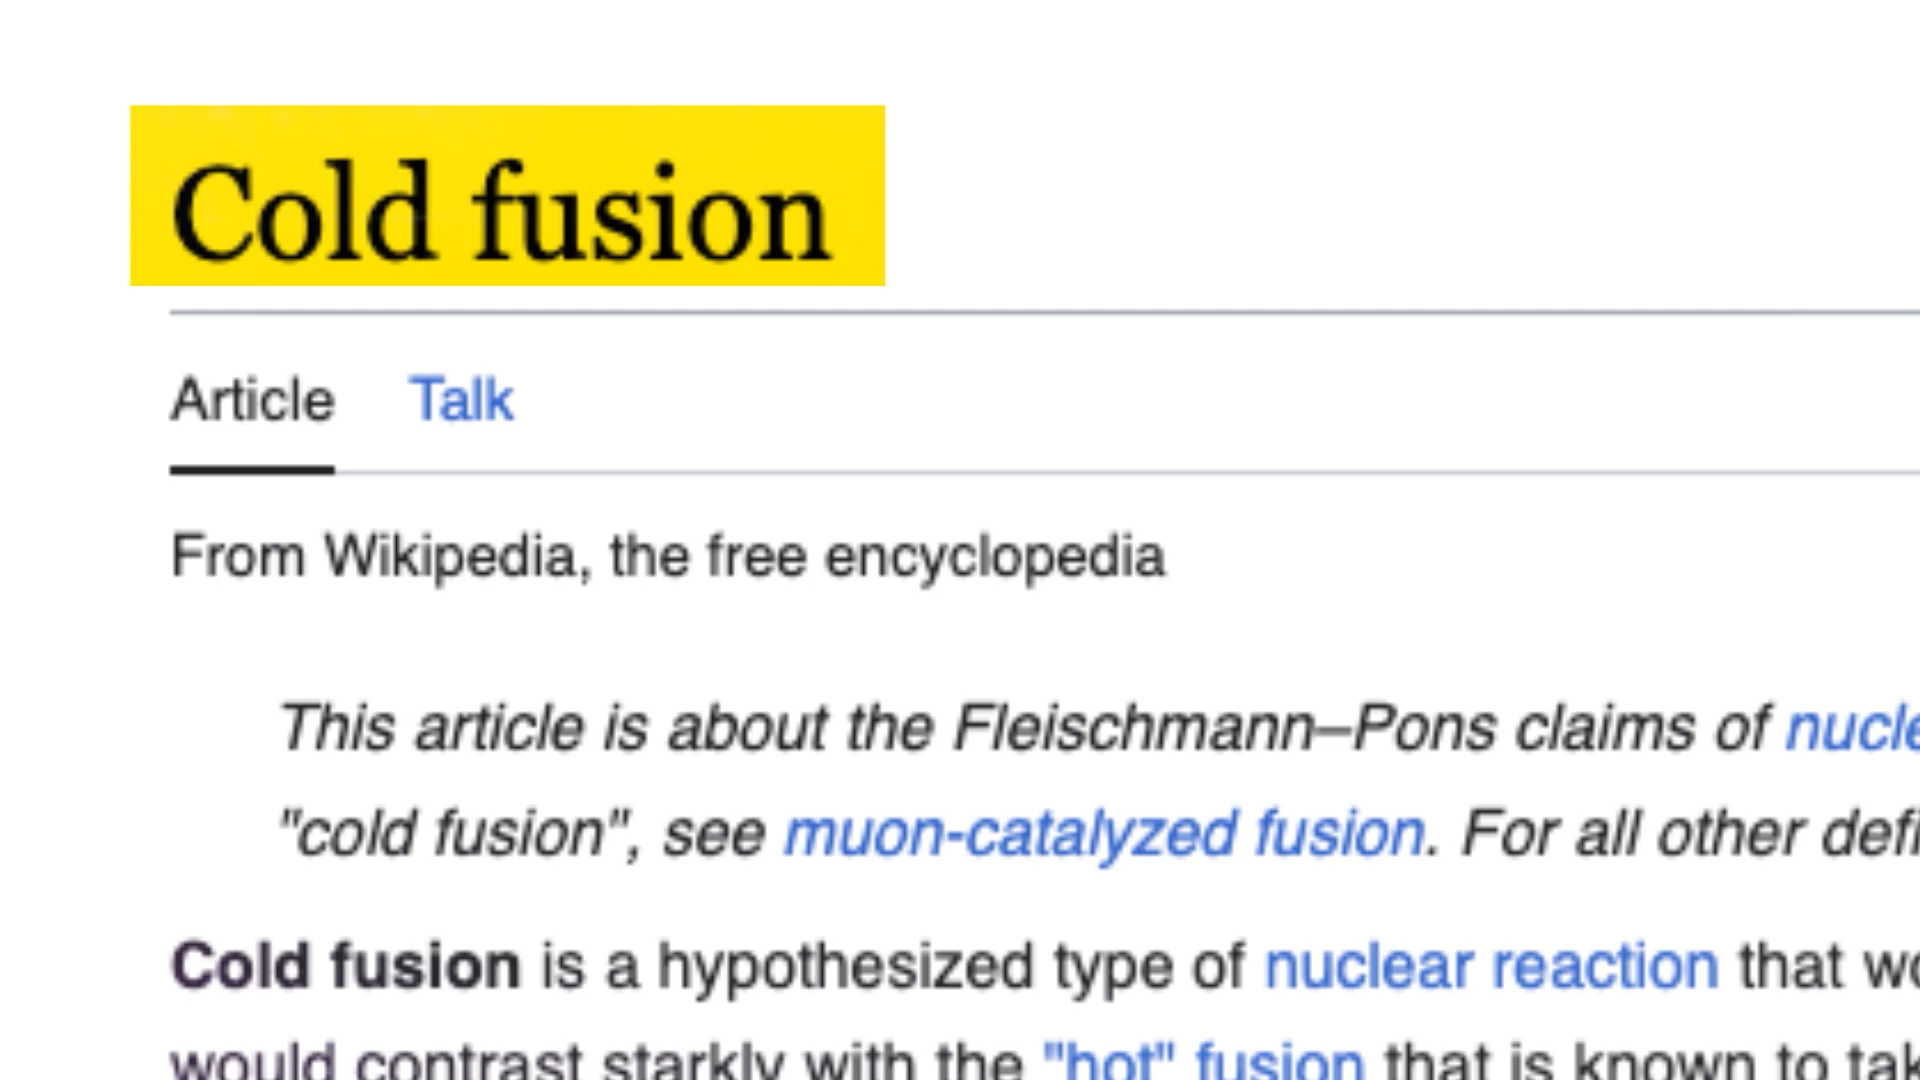 Cold fusion
Article Talk
From Wikipedia, the free encyclopedia
This article is about the Fleischmann–Pons claims of
"cold fusion", see muon-catalyzed fusion. For all other
Cold fusion is a hypothesized type of nuclear reaction that
would contrast starkly with the "hot" fusion that is known to